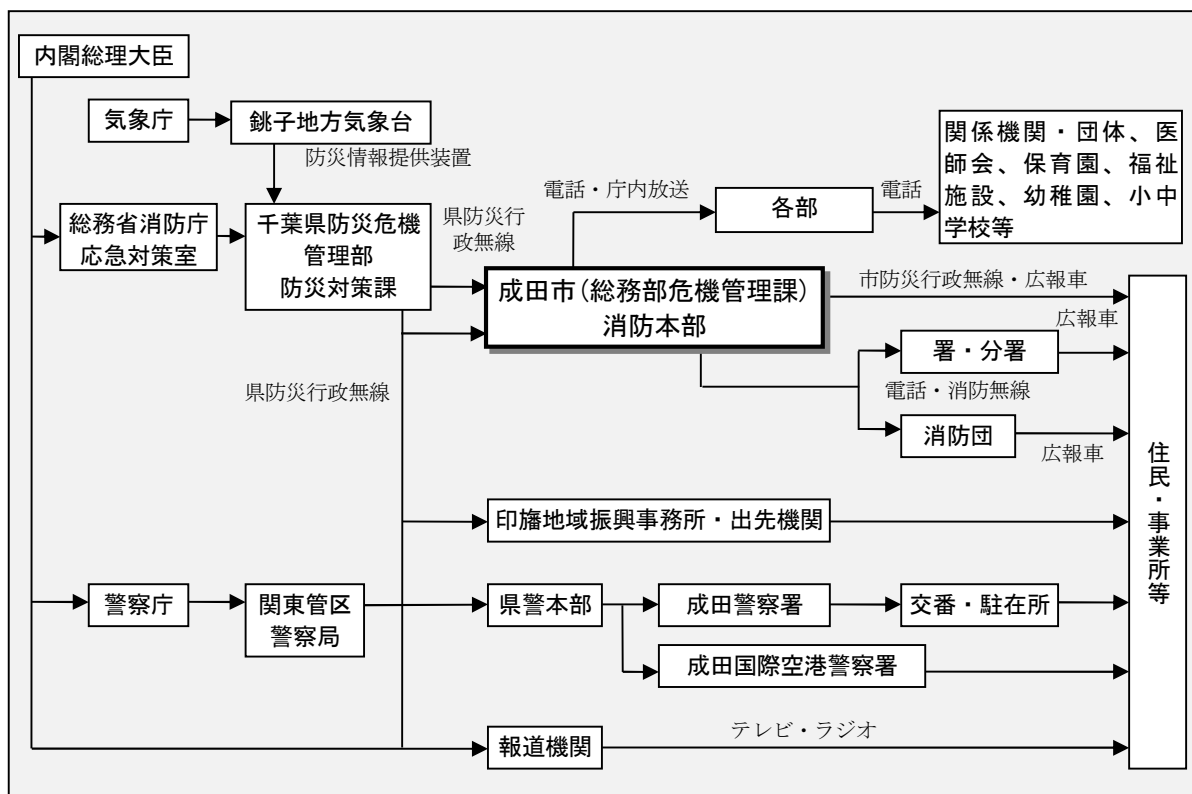 内閣総理大臣
気象庁
銚子地方気象台
防災情報提供装置
総務省消防庁
応急対策室
千葉県防災危機
管理部
防災対策課
県防災行
政無線
電話・庁内放送
各部
電話
関係機関・団体、医
師会、保育園、福祉
施設、幼稚園、小中
学校等
成田市(総務部危機管理課)
消防本部
市防災行政無線・広報車
広報車
署・分署
電話・消防無線
消防団
広報車
県防災行政無線
印旛地域振興事務所・出先機関
警察庁
関東管区
警察局
県警本部
成田警察署
交番・駐在所
成田国際空港警察署
報道機関
テレビ・ラジオ
住民・事業所等